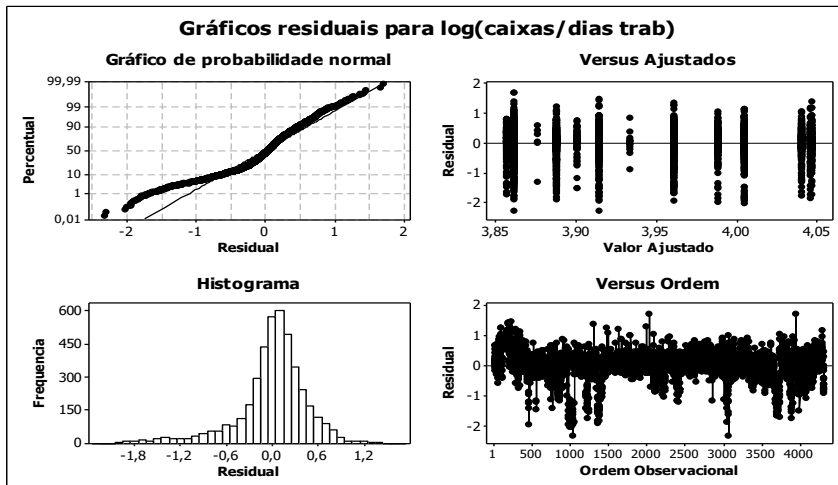 Gráficos residuais para log(caixas/dias trab)
Gráfico de probabilidade normal
99,99
99
90
50
10
1
0,01
Percentual
-2 -1 0 1 2
Residual
Versus Ajustados
2
1
0
-1
-2
Residual
3,85 3,90 3,95 4,00 4,05
Valor Ajustado
Histograma
600
450
300
150
0
Frequencia
-1,8 -1,2 -0,6 0,0 0,6 1,2
Residual
Versus Ordem
2
1
0
-1
-2
Residual
1 500 1000 1500 2000 2500 3000 3500 4000
Ordem Observacional